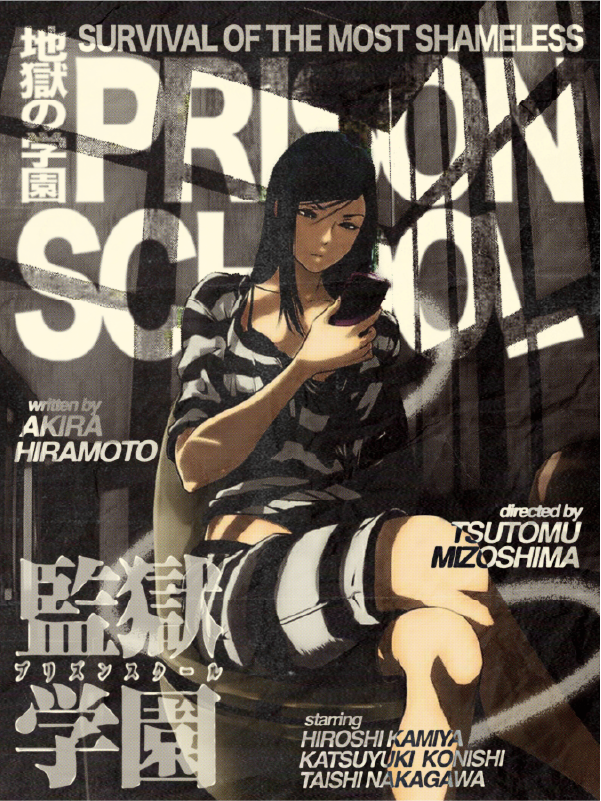 SURVIVAL OF THE MOST SHAMELESS
地獄の学園
PRISON
SCHOOL
written by
AKIRA
HIRAMOTO
directed by
TSUTOMU
MIZOSHIMA
監獄
プリズンスクール
学園
starring
HIROSHI KAMIYA
KATSUYUKI KONISHI
TAISHI NAKAGAWA